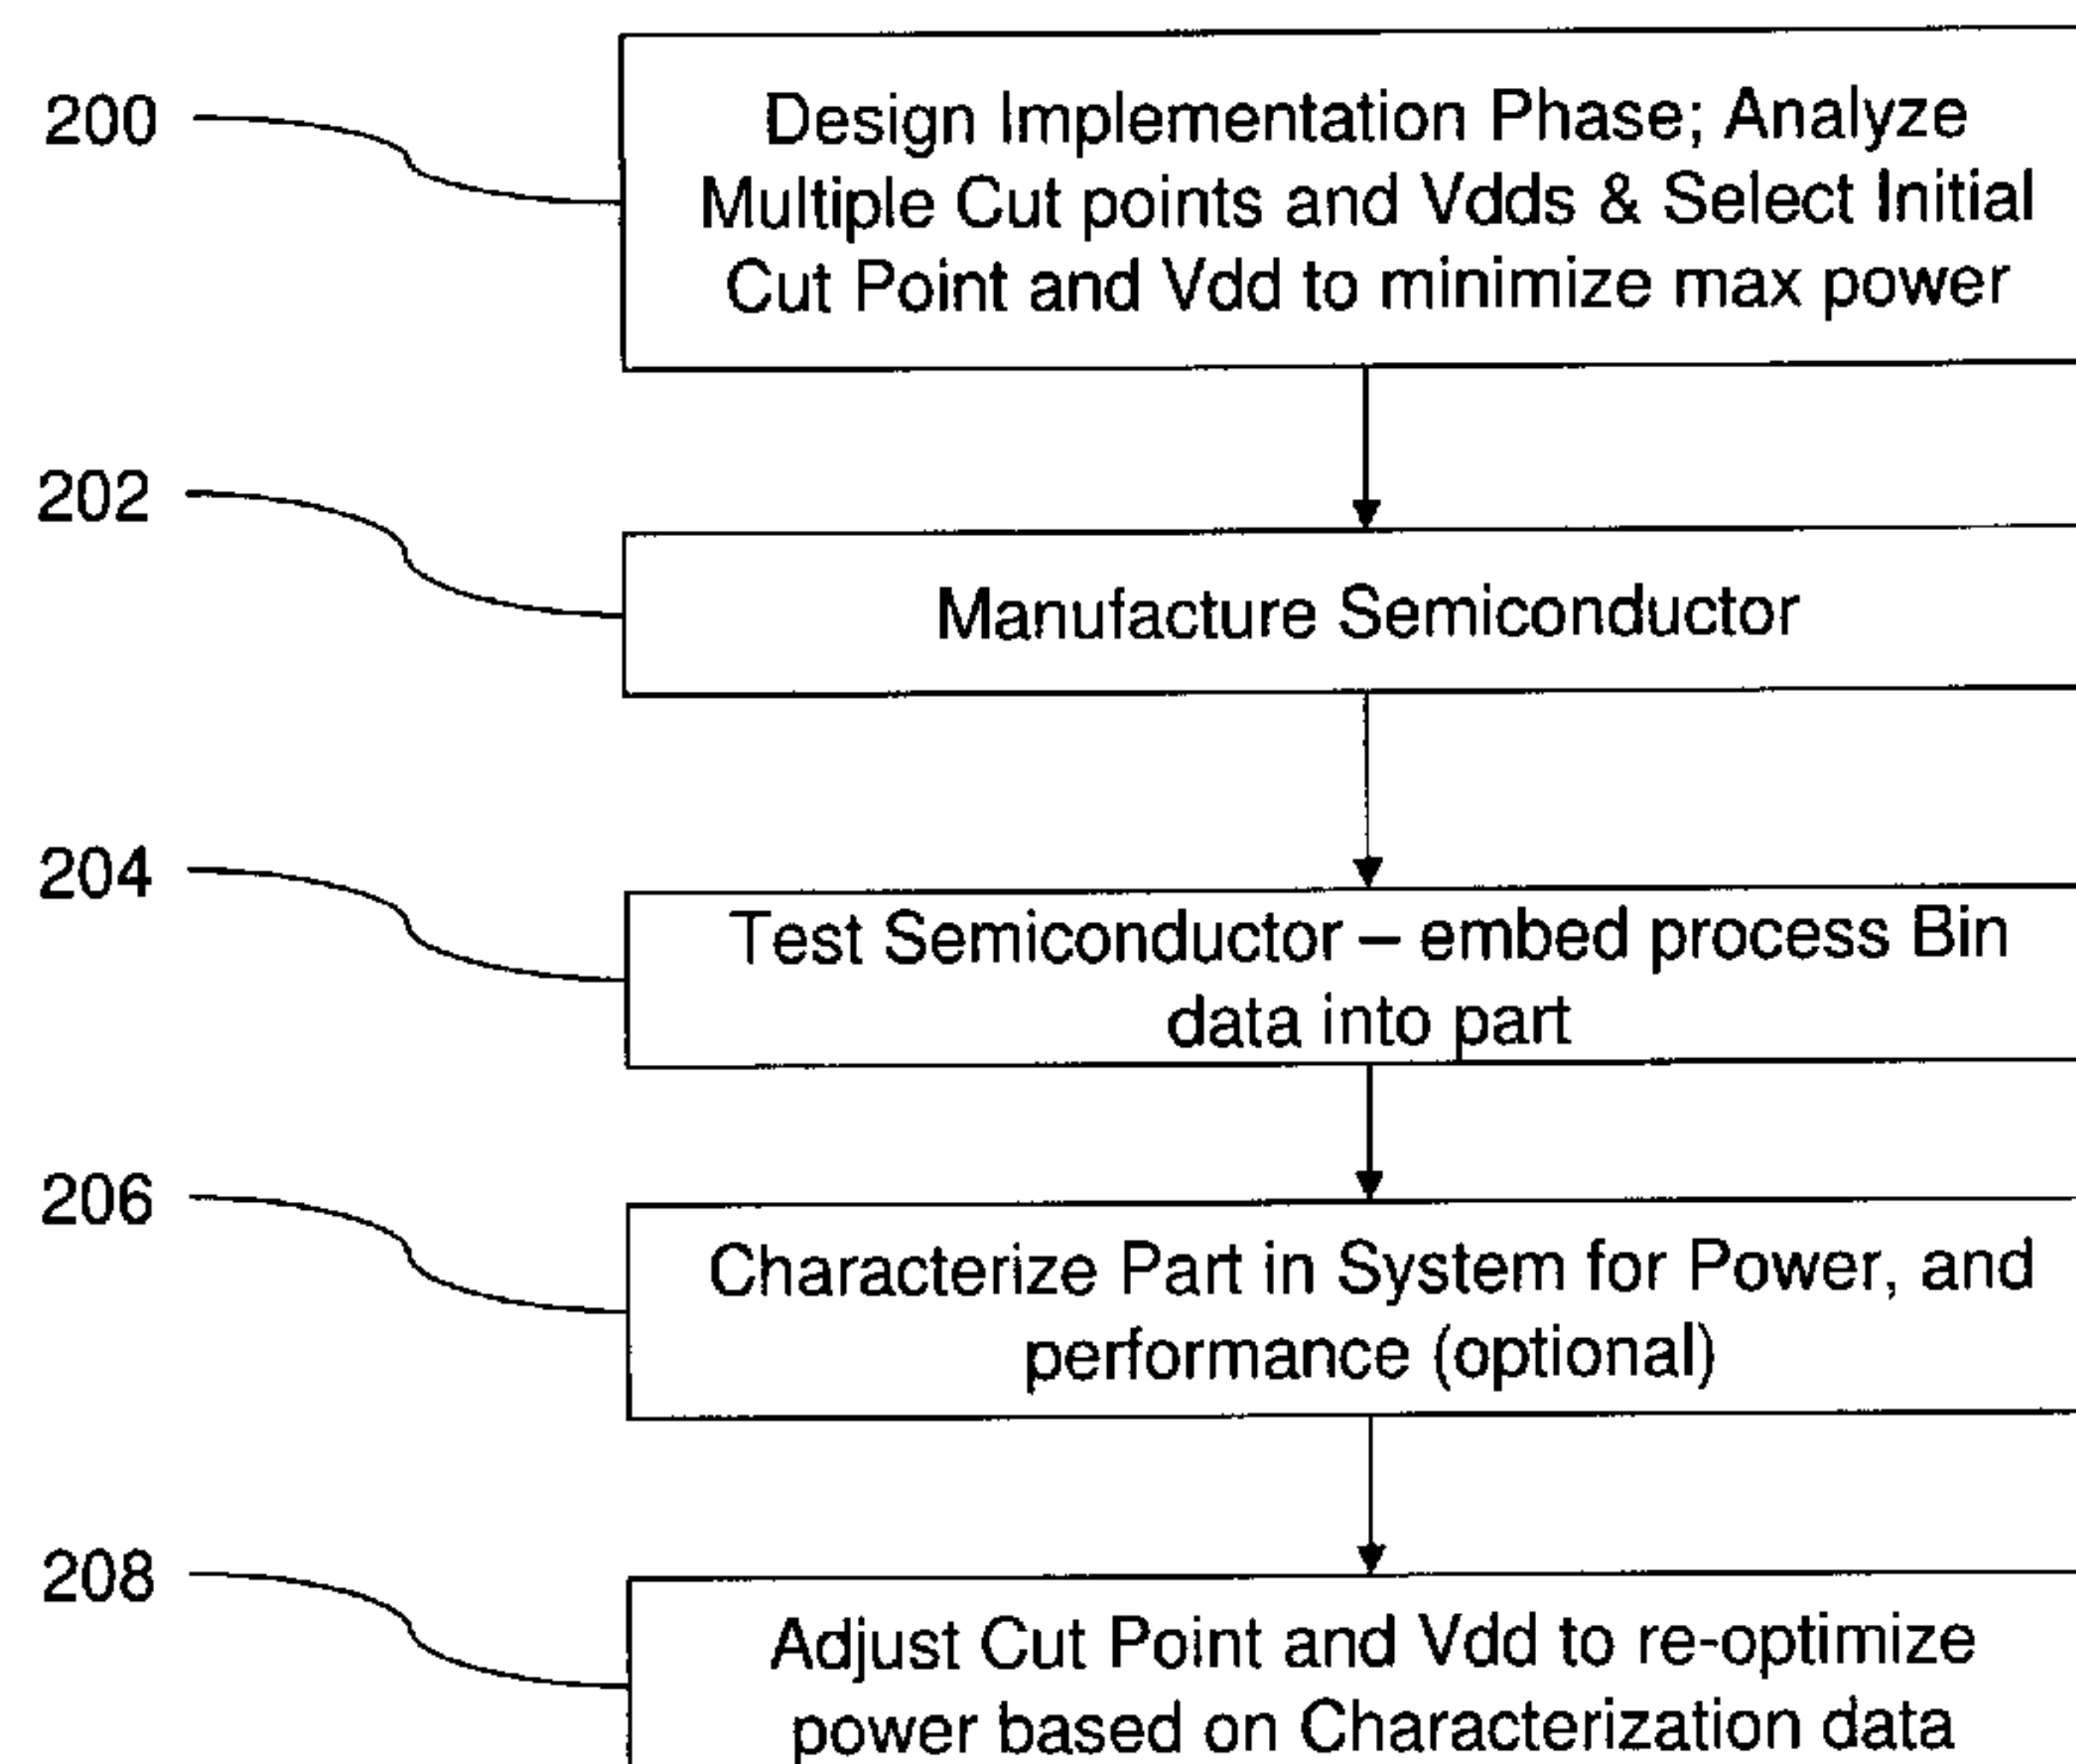 200
Design Implementation Phase; Analyze
Multiple Cut points and Vdds & Select Initial
Cut Point and Vdd to minimize max power
202
Manufacture Semiconductor
204
Test Semiconductor – embed process Bin
data into part
206
Characterize Part in System for Power, and
performance (optional)
208
Adjust Cut Point and Vdd to re-optimize
power based on Characterization data